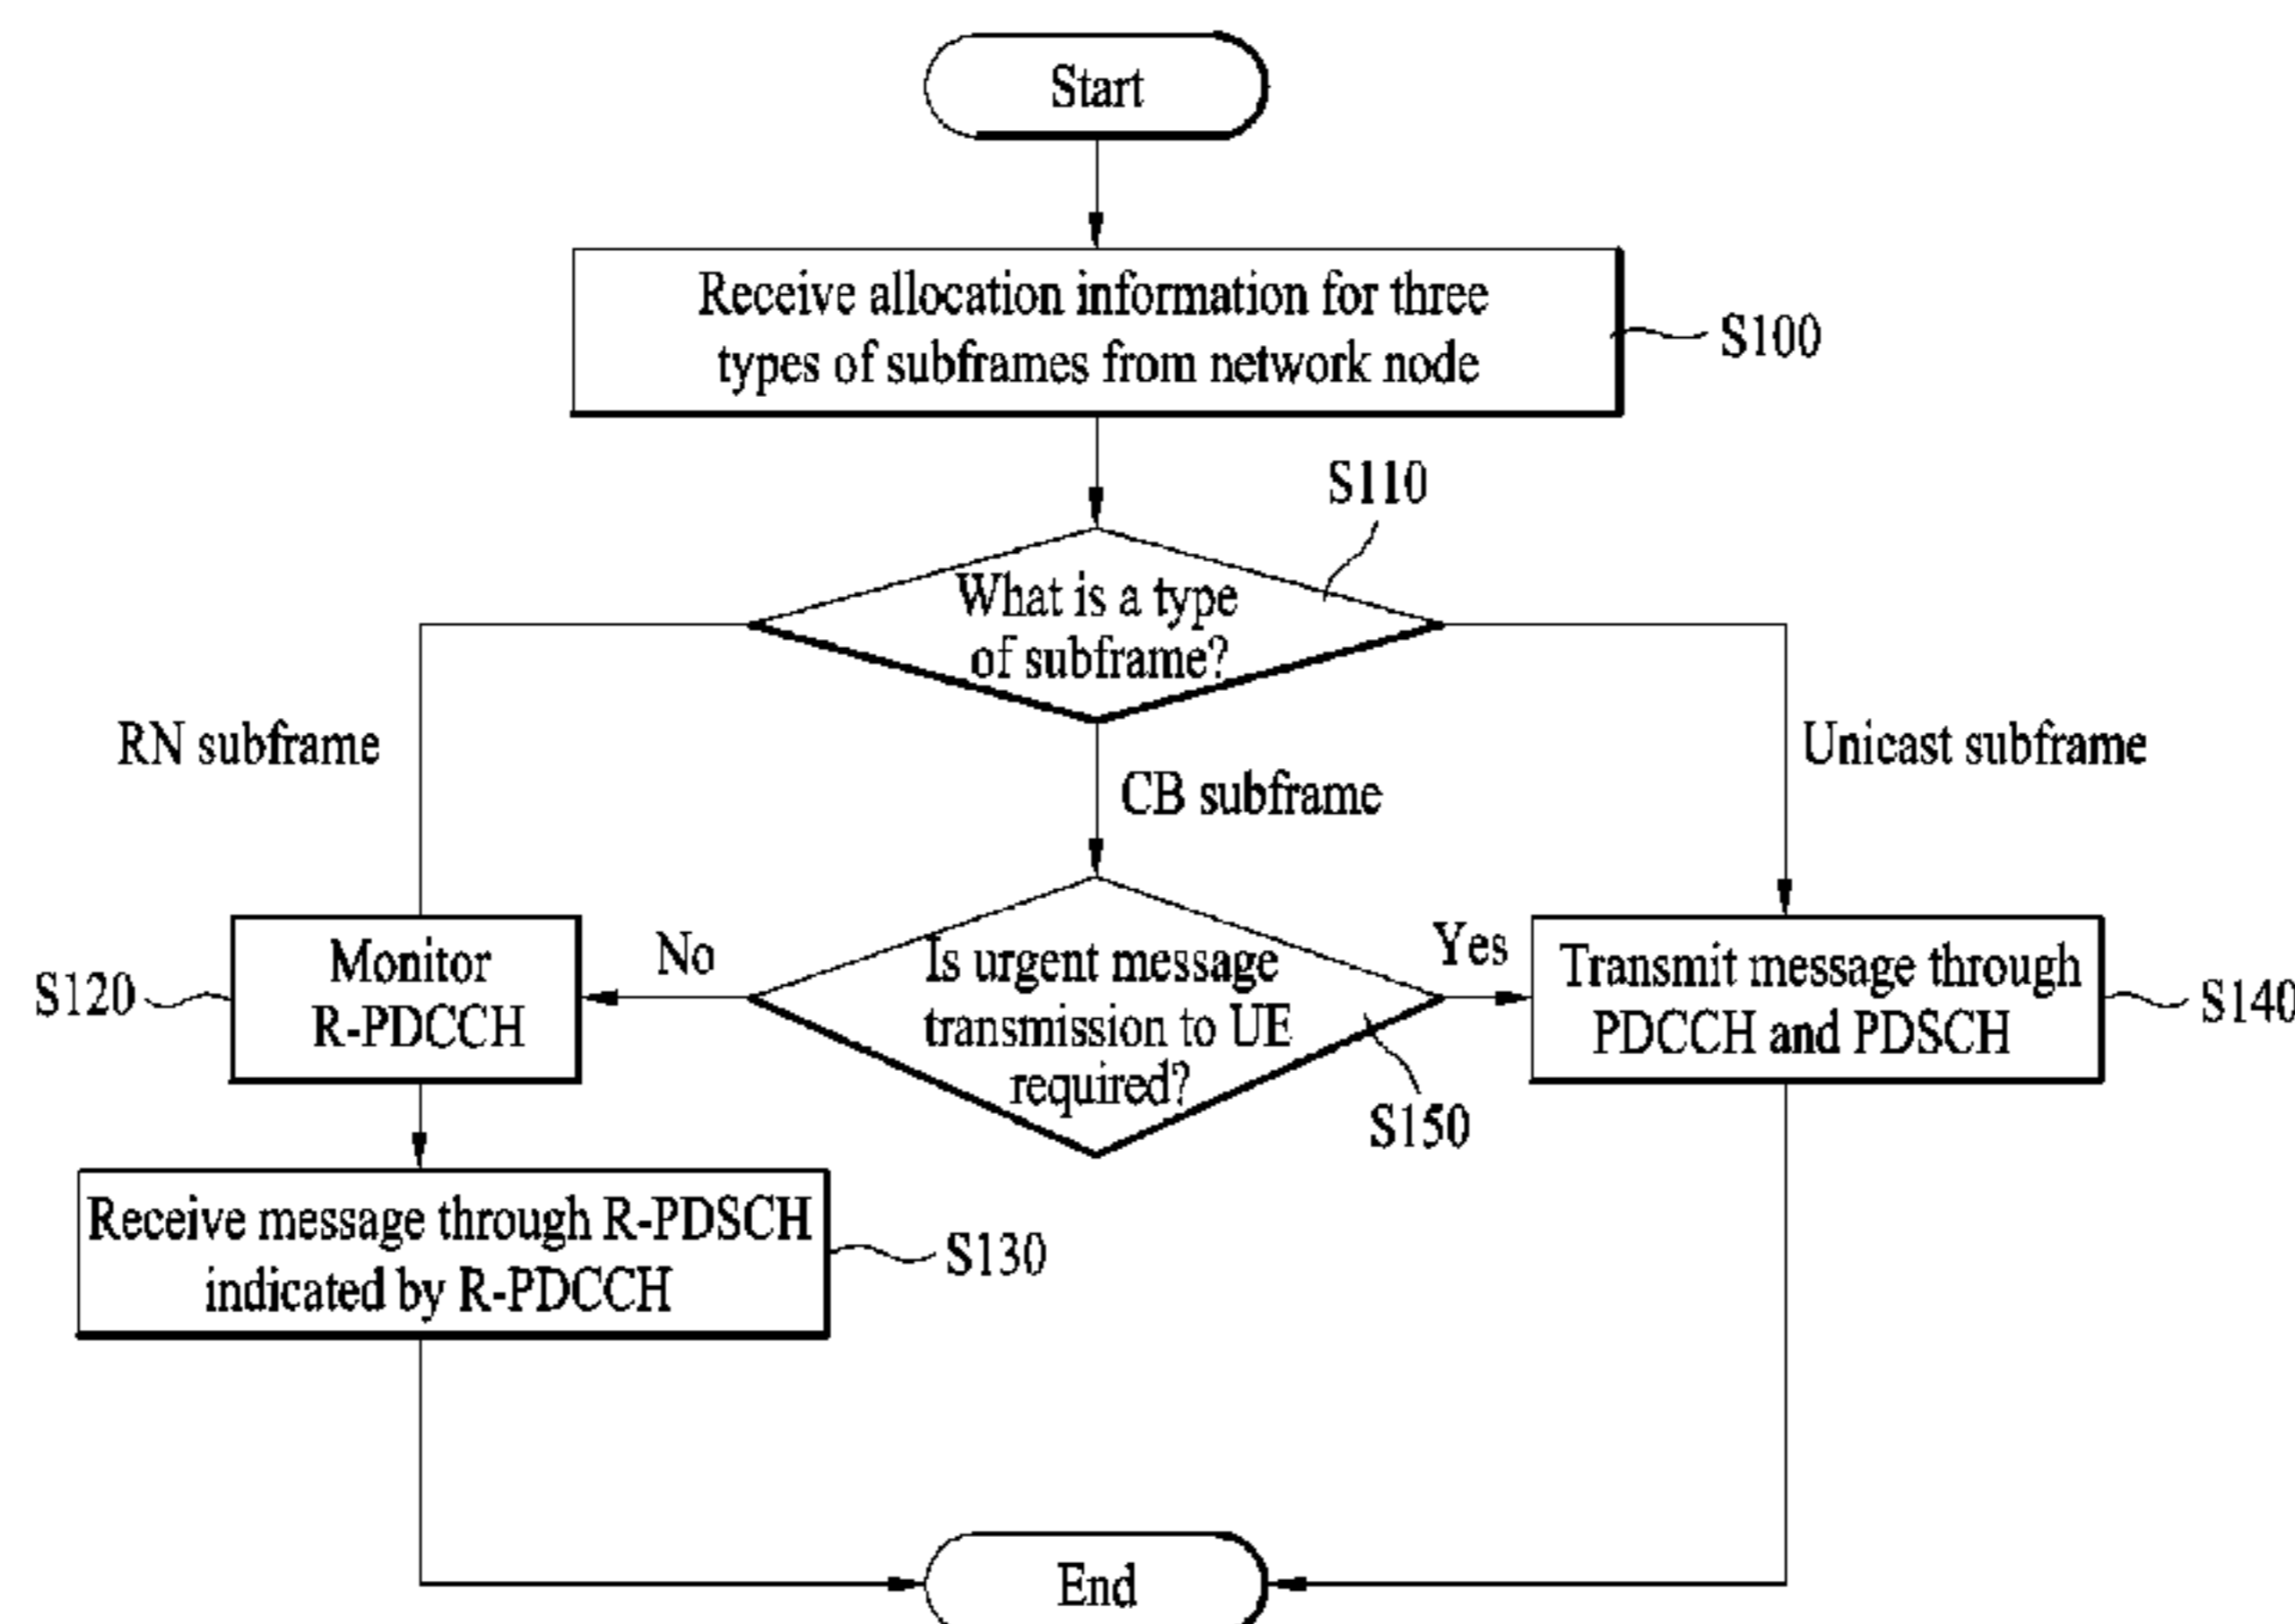 Start
Receive allocation information for three
types of subframes from network node
S100
S110
What is a type
of subframe?
RN subframe
CB subframe
Unicast subframe
Monitor
R-PDCCH
S120
No
Is urgent message
transmission to UE
required?
S150
Yes
Transmit message through
PDCCH and PDSCH
S140
Receive message through R-PDSCH
indicated by R-PDCCH
S130
End